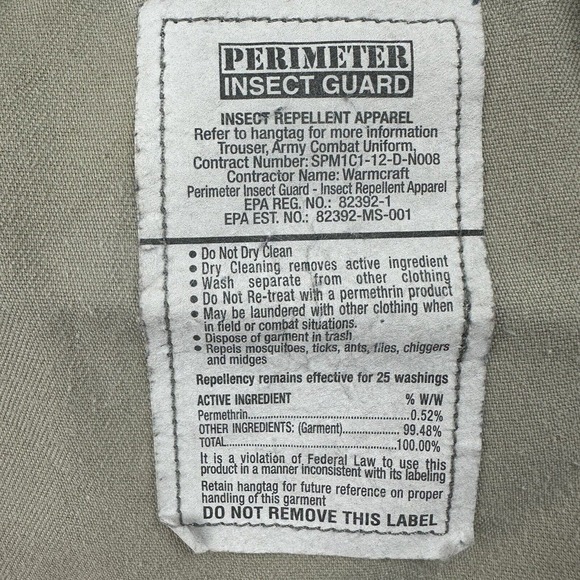 PERIMETER
INSECT GUARD
INSECT REPELLENT APPAREL
Refer to hangtag for more information
Trouser, Army Combat Uniform,
Contract Number: SPM1C1-12-D-N008
Contractor Name: Warmcraft
Perimeter Insect Guard - Insect Repellent Apparel
EPA REG. NO.: 82392-1
EPA EST. NO.: 82392-MS-001
• Do Not Dry Clean
• Dry Cleaning removes active ingredient
• Wash separate from other clothing
• Do Not Re-treat with a permethrin product
• May be laundered with other clothing when
in field or combat situations.
• Dispose of garment in trash
• Repels mosquitoes, ticks, ants, flies, chiggers
and midges
Repellency remains effective for 25 washings
ACTIVE INGREDIENT % W/W
Permethrin..................................0.52%
OTHER INGREDIENTS: (Garment)............... 99.48%
TOTAL.............................................100.00%
It is a violation of Federal Law to use this
product in a manner inconsistent with its labeling
Retain hangtag for future reference on proper
handling of this garment
DO NOT REMOVE THIS LABEL